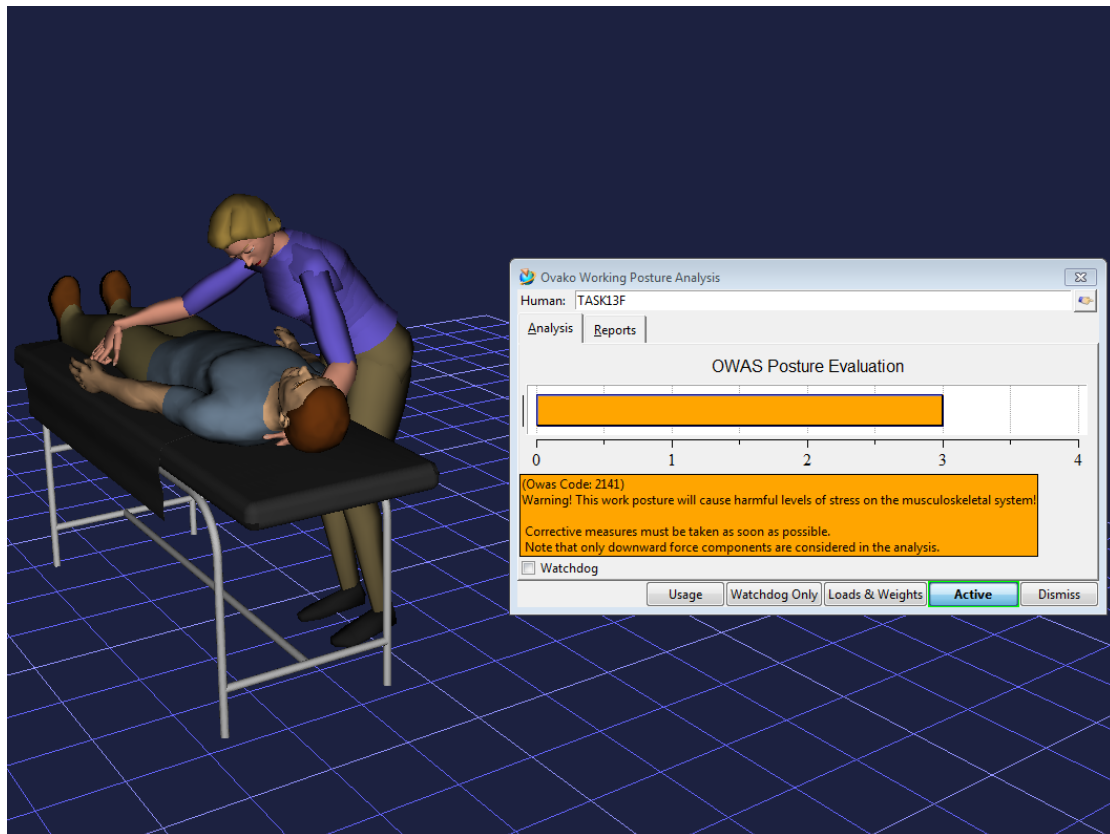 Ovako Working Posture Analysis
Human: TASK13F
Analysis Reports
OWAS Posture Evaluation
0 1 2 3 4
(Owas Code: 2141)
Warning! This work posture will cause harmful levels of stress on the musculoskeletal system!
Corrective measures must be taken as soon as possible.
Note that only downward force components are considered in the analysis.
Watchdog
Usage Watchdog Only Loads & Weights Active Dismiss